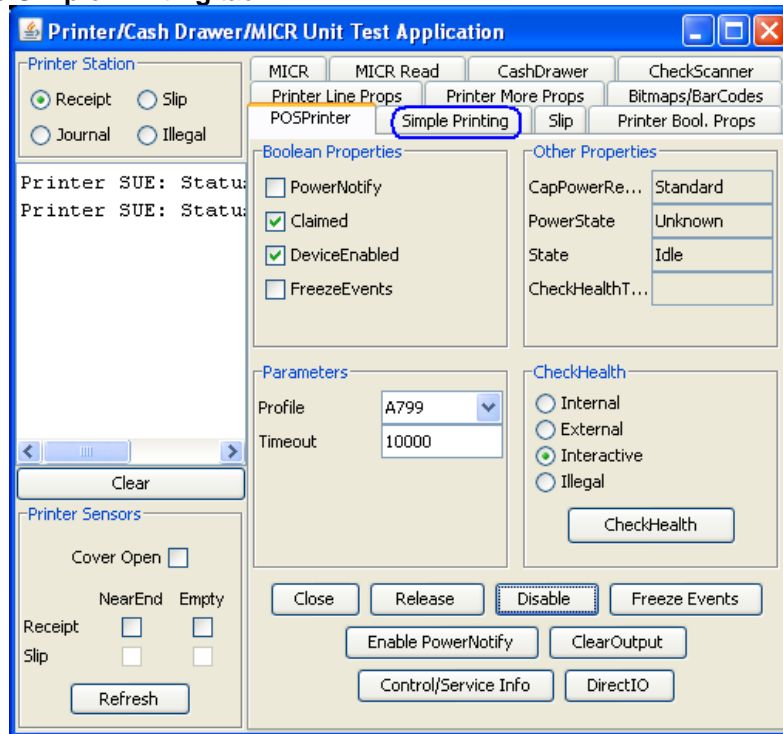 Printer/Cash Drawer/MICR Unit Test Application
Printer Station
Receipt Slip
Journal Illegal
Printer SUE: Statu
Printer SUE: Statu
Clear
Printer Sensors
Cover Open
NearEnd Empty
Receipt
Slip
Refresh
MICR MICR Read CashDrawer CheckScanner
Printer Line Props Printer More Props Bitmaps/BarCodes
POSPrinter Simple Printing Slip Printer Bool. Props
Boolean Properties
PowerNotify
Claimed
DeviceEnabled
FreezeEvents
Other Properties
CapPowerRe... Standard
PowerState Unknown
State Idle
CheckHealthT...
Parameters
Profile A799
Timeout 10000
CheckHealth
Internal
External
Interactive
Illegal
CheckHealth
Close Release Disable Freeze Events
Enable PowerNotify ClearOutput
Control/Service Info DirectIO